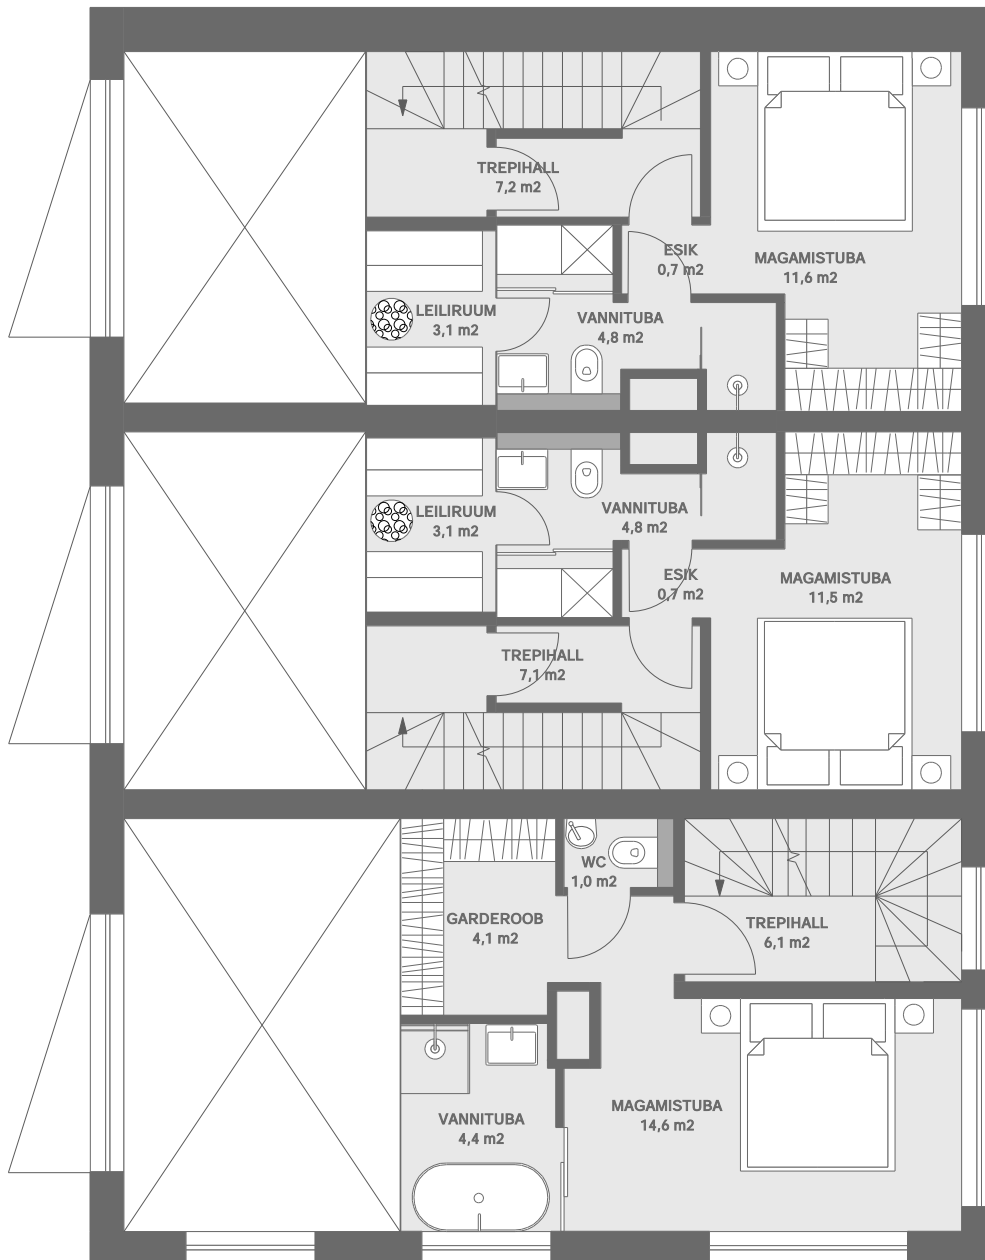 TREPIHALL
7,2 m2
ESIK
0,7 m2
MAGAMISTUBA
11,6 m2
LEILIRUUM
3,1 m2
VANNITUBA
4,8 m2
LEILIRUUM
3,1 m2
VANNITUBA
4,8 m2
ESIK
0,7 m2
MAGAMISTUBA
11,5 m2
TREPIHALL
7,1 m2
WC
1,0 m2
GARDEROOB
4,1 m2
TREPIHALL
6,1 m2
VANNITUBA
4,4 m2
MAGAMISTUBA
14,6 m2